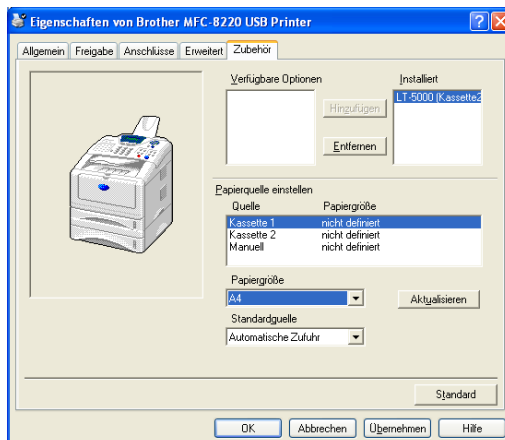 Eigenschaften von Brother MFC-8220 USB Printer
Allgemein Freigabe Anschlüsse Erweitert Zubehör
Verfügbare Optionen Installiert
LT-5000 (Kassette2
Hinzufügen
Entfernen
Papierquelle einstellen
Quelle Papiergröße
Kassette 1 nicht definiert
Kassette 2 nicht definiert
Manuell nicht definiert
Papiergröße
A4 Aktualisieren
Standardquelle
Automatische Zufuhr
Standard
OK Abbrechen Übernehmen Hilfe